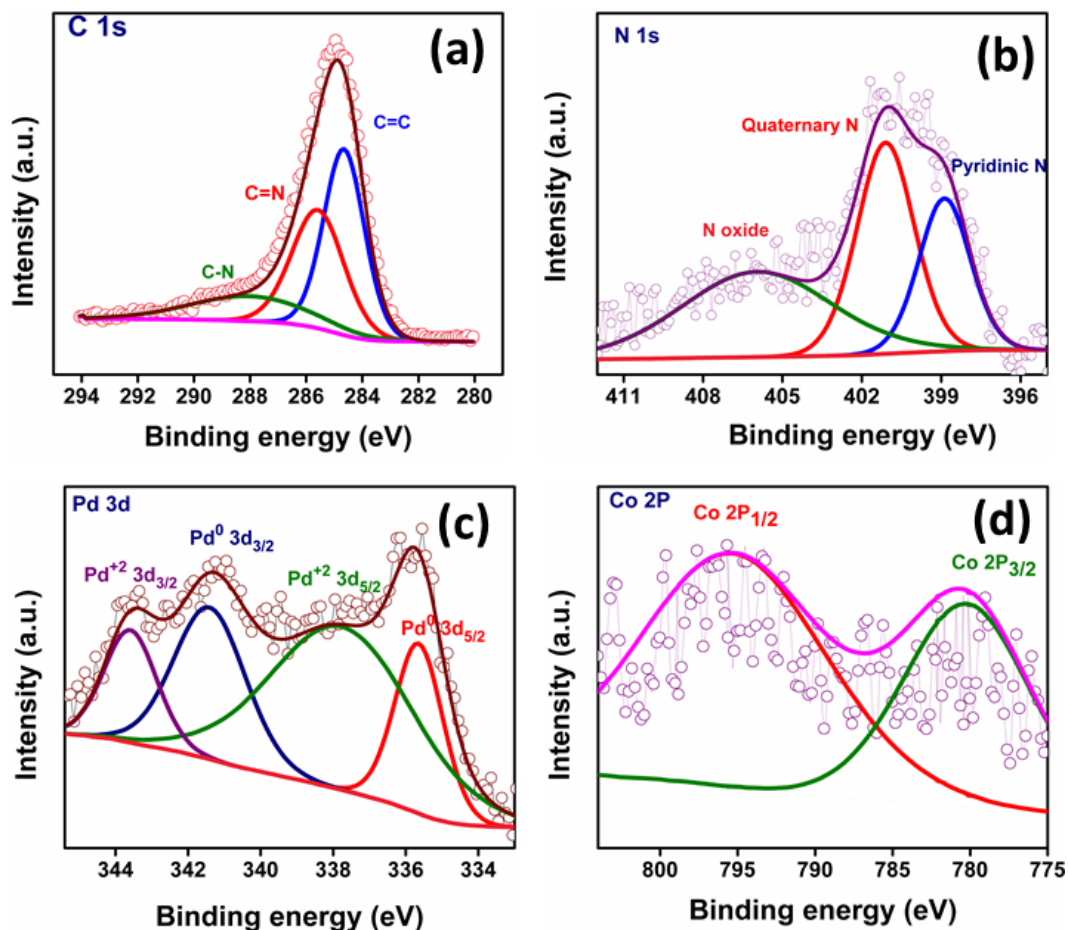 C 1s
(a)
C=C
C=N
C-N
Intensity (a.u.)
294 292 290 288 286 284 282 280
Binding energy (eV)
N 1s
(b)
Quaternary N
Pyridinic N
N oxide
Intensity (a.u.)
411 408 405 402 399 396
Binding energy (eV)
Pd 3d
(c)
Pd⁰ 3d₃/₂
Pd⁺² 3d₃/₂
Pd⁺² 3d₅/₂
Pd⁰ 3d₅/₂
Intensity (a.u.)
344 342 340 338 336 334
Binding energy (eV)
Co 2P
(d)
Co 2P₁/₂
Co 2P₃/₂
Intensity (a.u.)
800 795 790 785 780 775
Binding energy (eV)